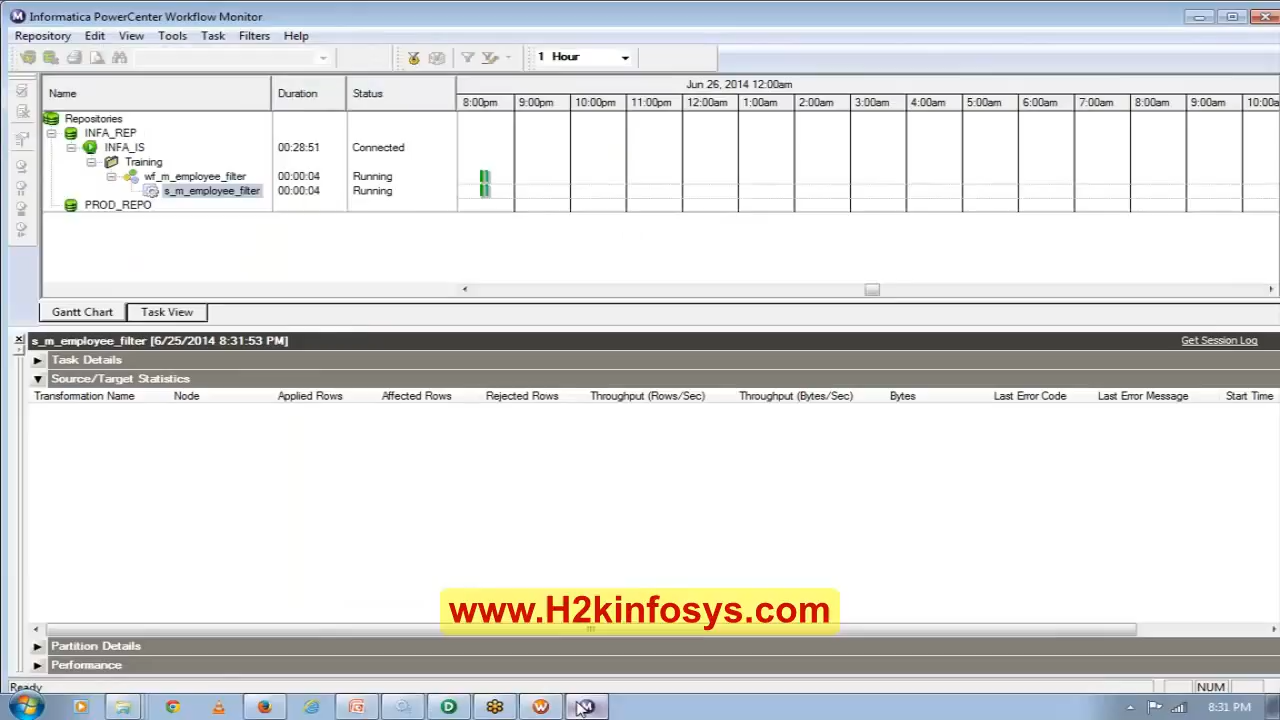 Informatica PowerCenter Workflow Monitor
Repository Edit View Tools Task Filters Help
1 Hour
Name Duration Status Jun 26, 2014 12:00am
8:00pm 9:00pm 10:00pm 11:00pm 12:00am 1:00am 2:00am 3:00am 4:00am 5:00am 6:00am 7:00am 8:00am 9:00am 10:00a
Repositories
INFA_REP
INFA_IS 00:28:51 Connected
Training
wf_m_employee_filter 00:00:04 Running
s_m_employee_filter 00:00:04 Running
PROD_REPO
Gantt Chart Task View
s_m_employee_filter [6/25/2014 8:31:53 PM] Get Session Log
Task Details
Source/Target Statistics
Transformation Name Node Applied Rows Affected Rows Rejected Rows Throughput (Rows/Sec) Throughput (Bytes/Sec) Bytes Last Error Code Last Error Message Start Time
www.H2kinfosys.com
Partition Details
Performance
Ready NUM
8:31 PM